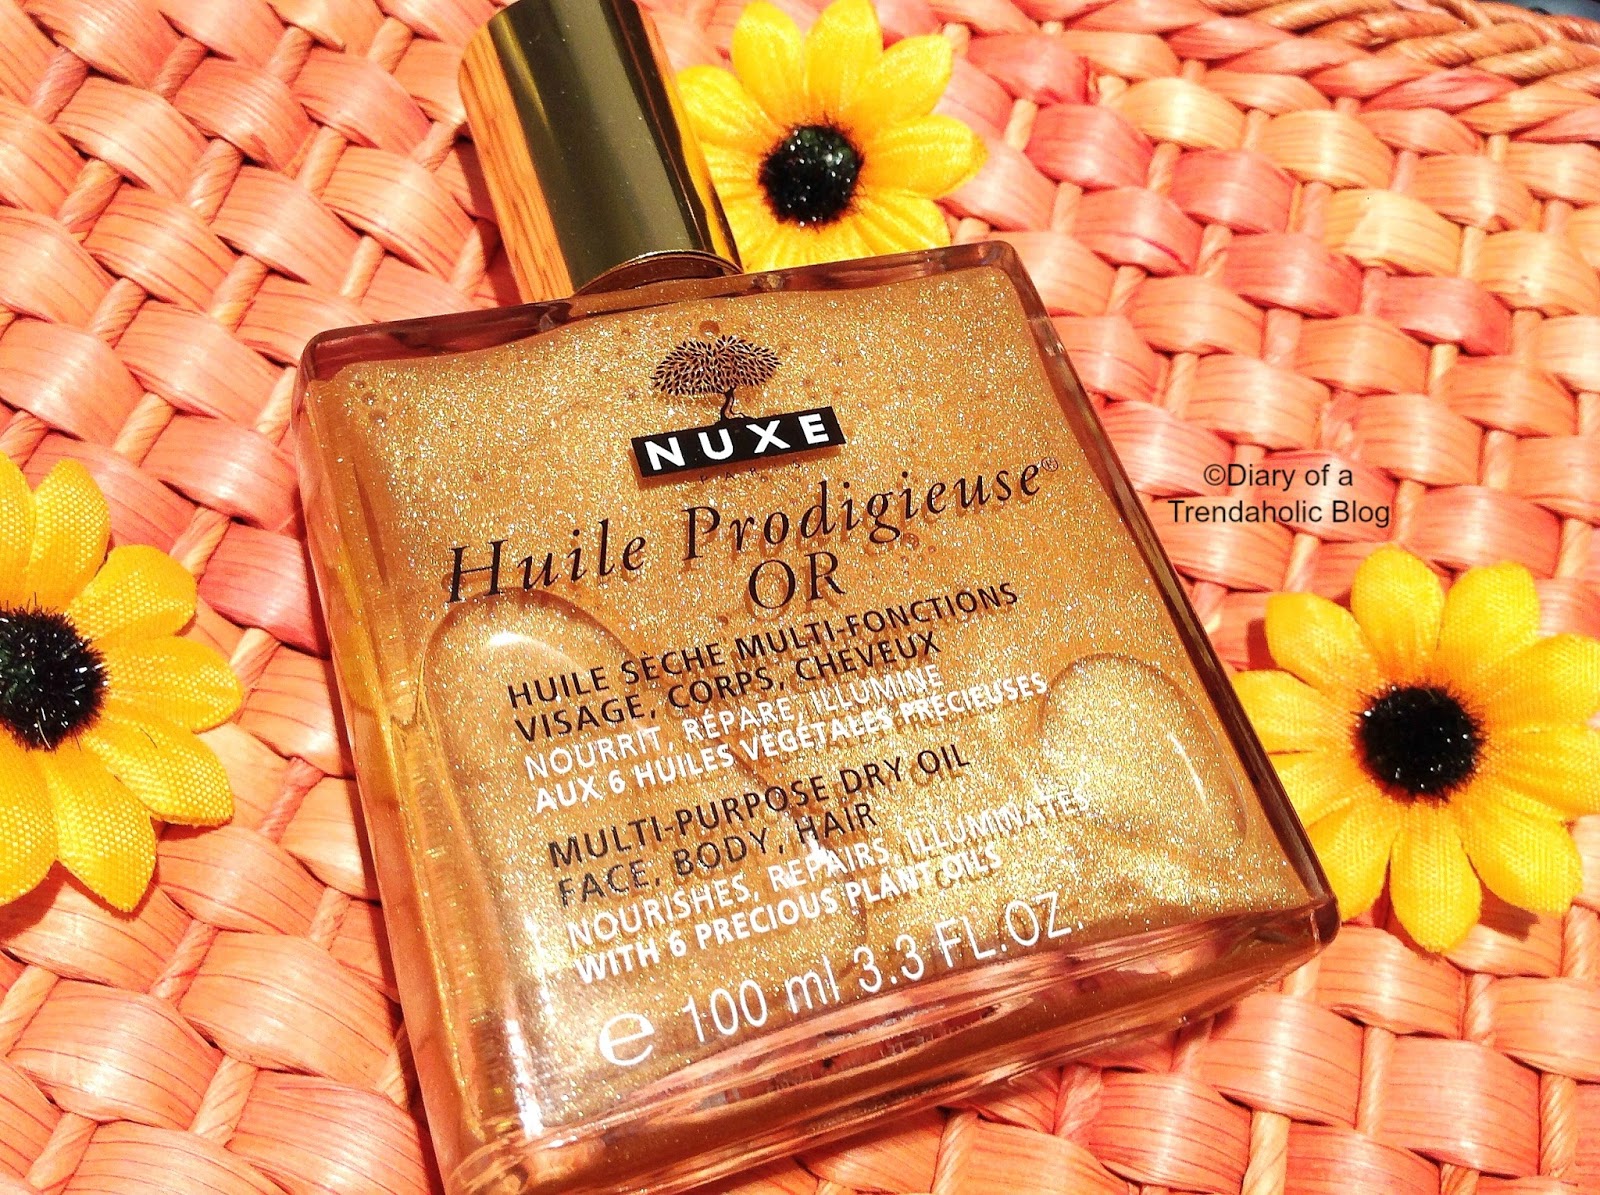 NUXE
PARIS
Huile Prodigieuse®
OR
HUILE SÈCHE MULTI-FONCTIONS
VISAGE, CORPS, CHEVEUX
NOURRIT, RÉPARE, ILLUMINE
AUX 6 HUILES VÉGÉTALES PRÉCIEUSES
MULTI-PURPOSE DRY OIL
FACE, BODY, HAIR
NOURISHES, REPAIRS, ILLUMINATES
WITH 6 PRECIOUS PLANT OILS
e 100 ml 3.3 FL.OZ.
©Diary of a
Trendaholic Blog